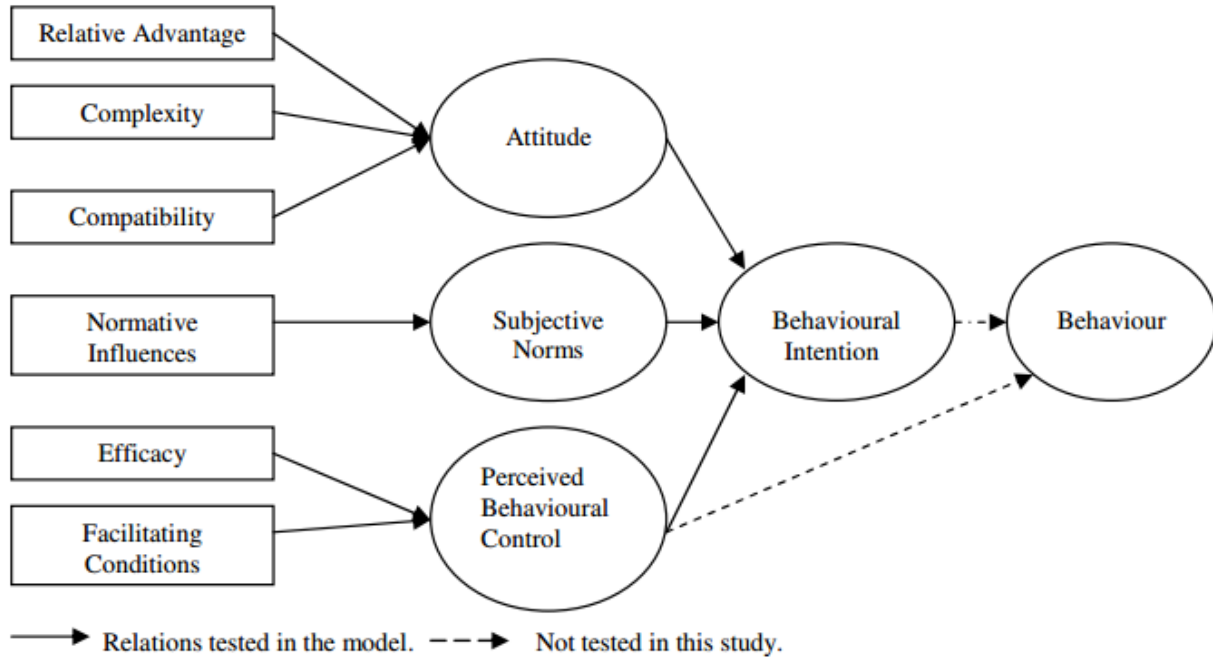 Relative Advantage
Complexity
Compatibility
Attitude
Normative
Influences
Subjective
Norms
Behavioural
Intention
Behaviour
Efficacy
Facilitating
Conditions
Perceived
Behavioural
Control
Relations tested in the model.
Not tested in this study.